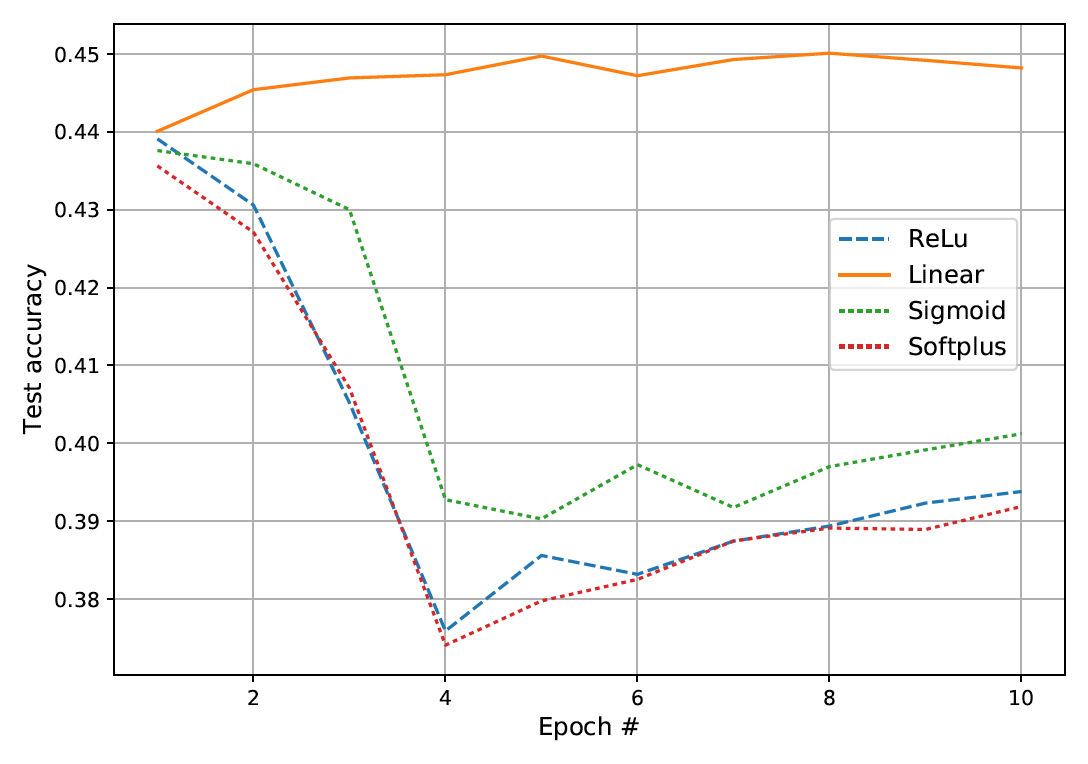 0.45
0.44
0.43
0.42
0.41
0.40
0.39
0.38
Test accuracy
ReLu
Linear
Sigmoid
Softplus
2 4 6 8 10
Epoch #